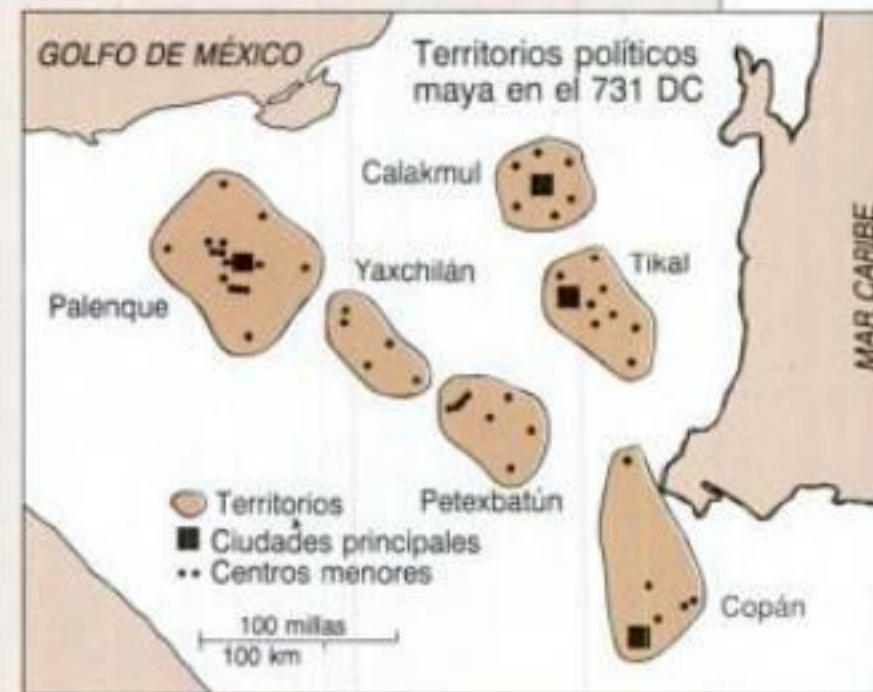 GOLFO DE MÉXICO
Territorios políticos
maya en el 731 DC
Calakmul
Tikal
Yaxchilán
Palenque
MAR CARIBE
Petexbatún
Territorios
Ciudades principales
Centros menores
Copán
100 millas
100 km